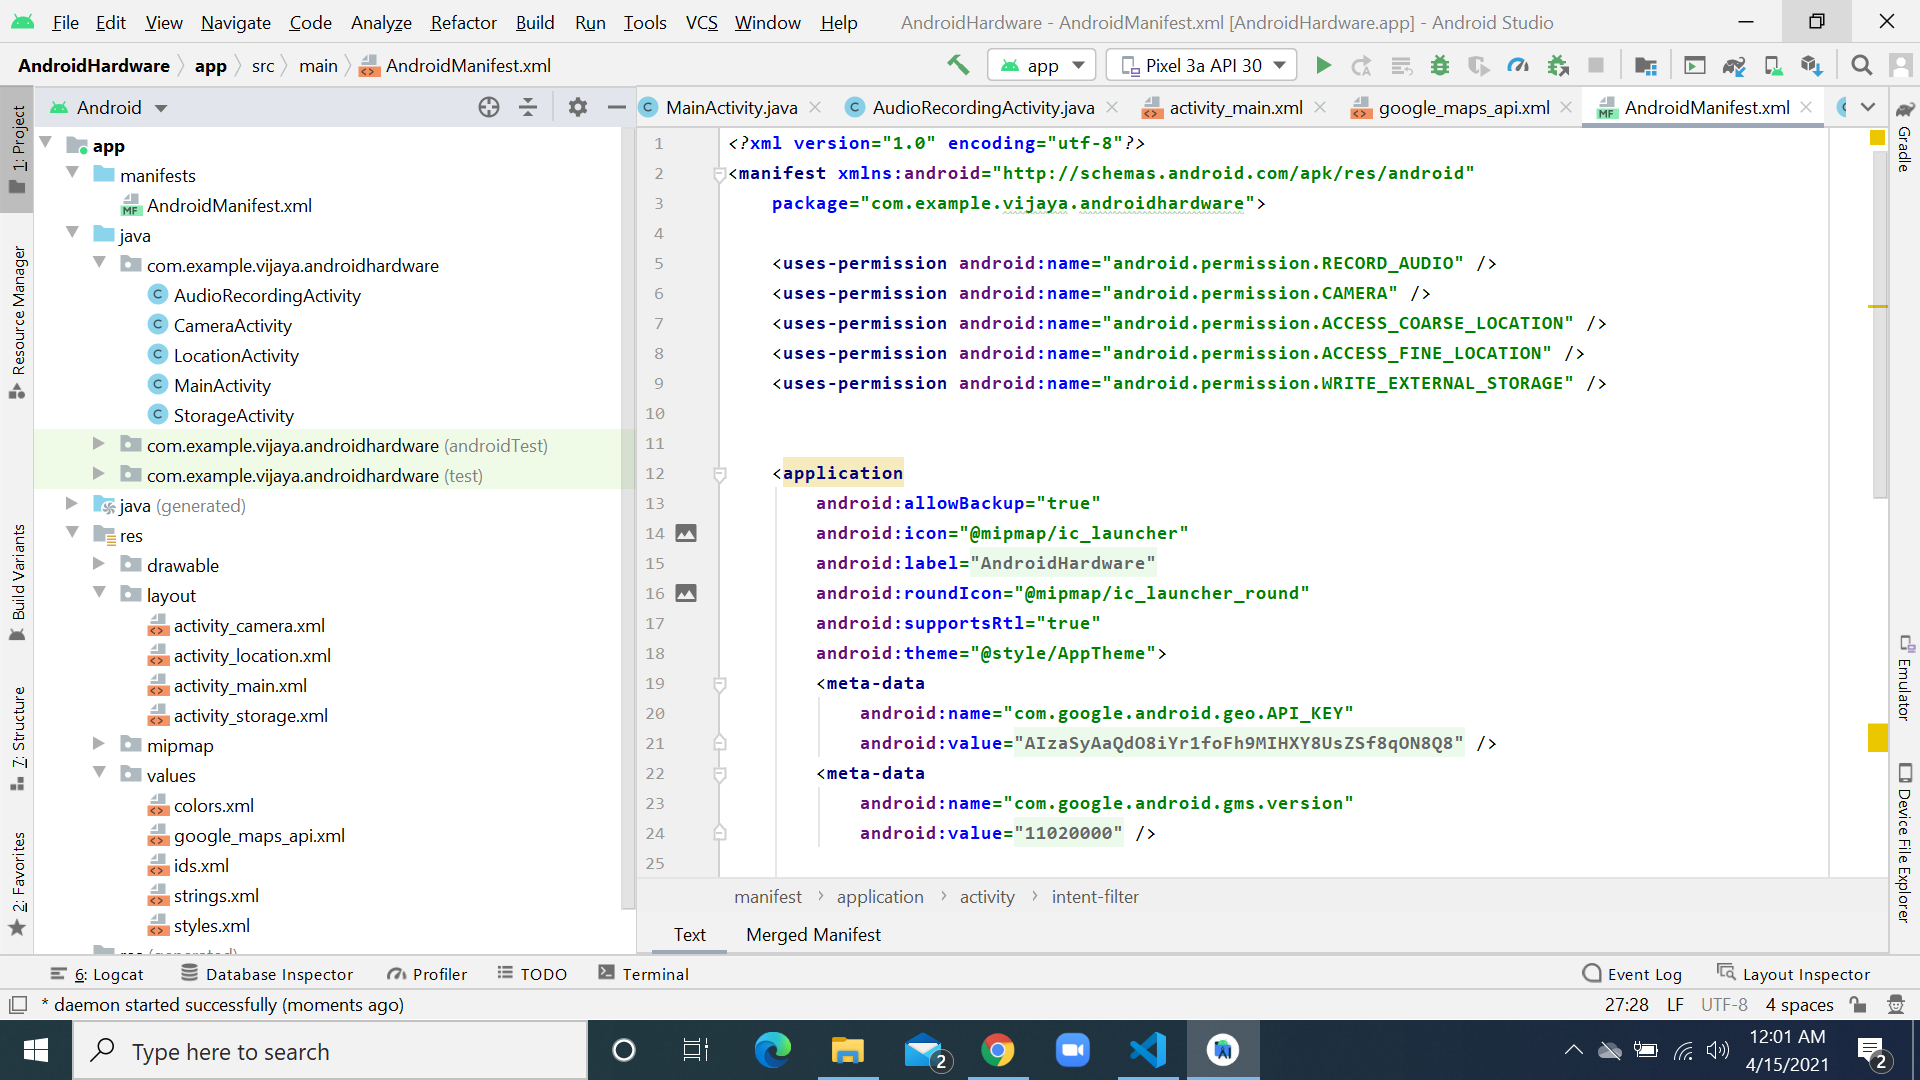 File Edit View Navigate Code Analyze Refactor Build Run Tools VCS Window Help AndroidHardware - AndroidManifest.xml [AndroidHardware.app] - Android Studio
AndroidHardware app src main AndroidManifest.xml app Pixel 3a API 30
Android
MainActivity.java AudioRecordingActivity.java activity_main.xml google_maps_api.xml AndroidManifest.xml
1: Project
Resource Manager
Build Variants
7: Structure
2: Favorites
app
manifests
AndroidManifest.xml
java
com.example.vijaya.androidhardware
AudioRecordingActivity
CameraActivity
LocationActivity
MainActivity
StorageActivity
com.example.vijaya.androidhardware (androidTest)
com.example.vijaya.androidhardware (test)
java (generated)
res
drawable
layout
activity_camera.xml
activity_location.xml
activity_main.xml
activity_storage.xml
mipmap
values
colors.xml
google_maps_api.xml
ids.xml
strings.xml
styles.xml
1 <?xml version="1.0" encoding="utf-8"?>
2 <manifest xmlns:android="http://schemas.android.com/apk/res/android"
3 package="com.example.vijaya.androidhardware">
4
5 <uses-permission android:name="android.permission.RECORD_AUDIO" />
6 <uses-permission android:name="android.permission.CAMERA" />
7 <uses-permission android:name="android.permission.ACCESS_COARSE_LOCATION" />
8 <uses-permission android:name="android.permission.ACCESS_FINE_LOCATION" />
9 <uses-permission android:name="android.permission.WRITE_EXTERNAL_STORAGE" />
10
11
12 <application
13 android:allowBackup="true"
14 android:icon="@mipmap/ic_launcher"
15 android:label="AndroidHardware"
16 android:roundIcon="@mipmap/ic_launcher_round"
17 android:supportsRtl="true"
18 android:theme="@style/AppTheme">
19 <meta-data
20 android:name="com.google.android.geo.API_KEY"
21 android:value="AIzaSyAaQdO8iYr1foFh9MIHXY8UsZSf8qON8Q8" />
22 <meta-data
23 android:name="com.google.android.gms.version"
24 android:value="11020000" />
25
manifest application activity intent-filter
Text Merged Manifest
Gradle
Emulator
Device File Explorer
6: Logcat Database Inspector Profiler TODO Terminal Event Log Layout Inspector
* daemon started successfully (moments ago) 27:28 LF UTF-8 4 spaces
Type here to search
2
12:01 AM
4/15/2021
2